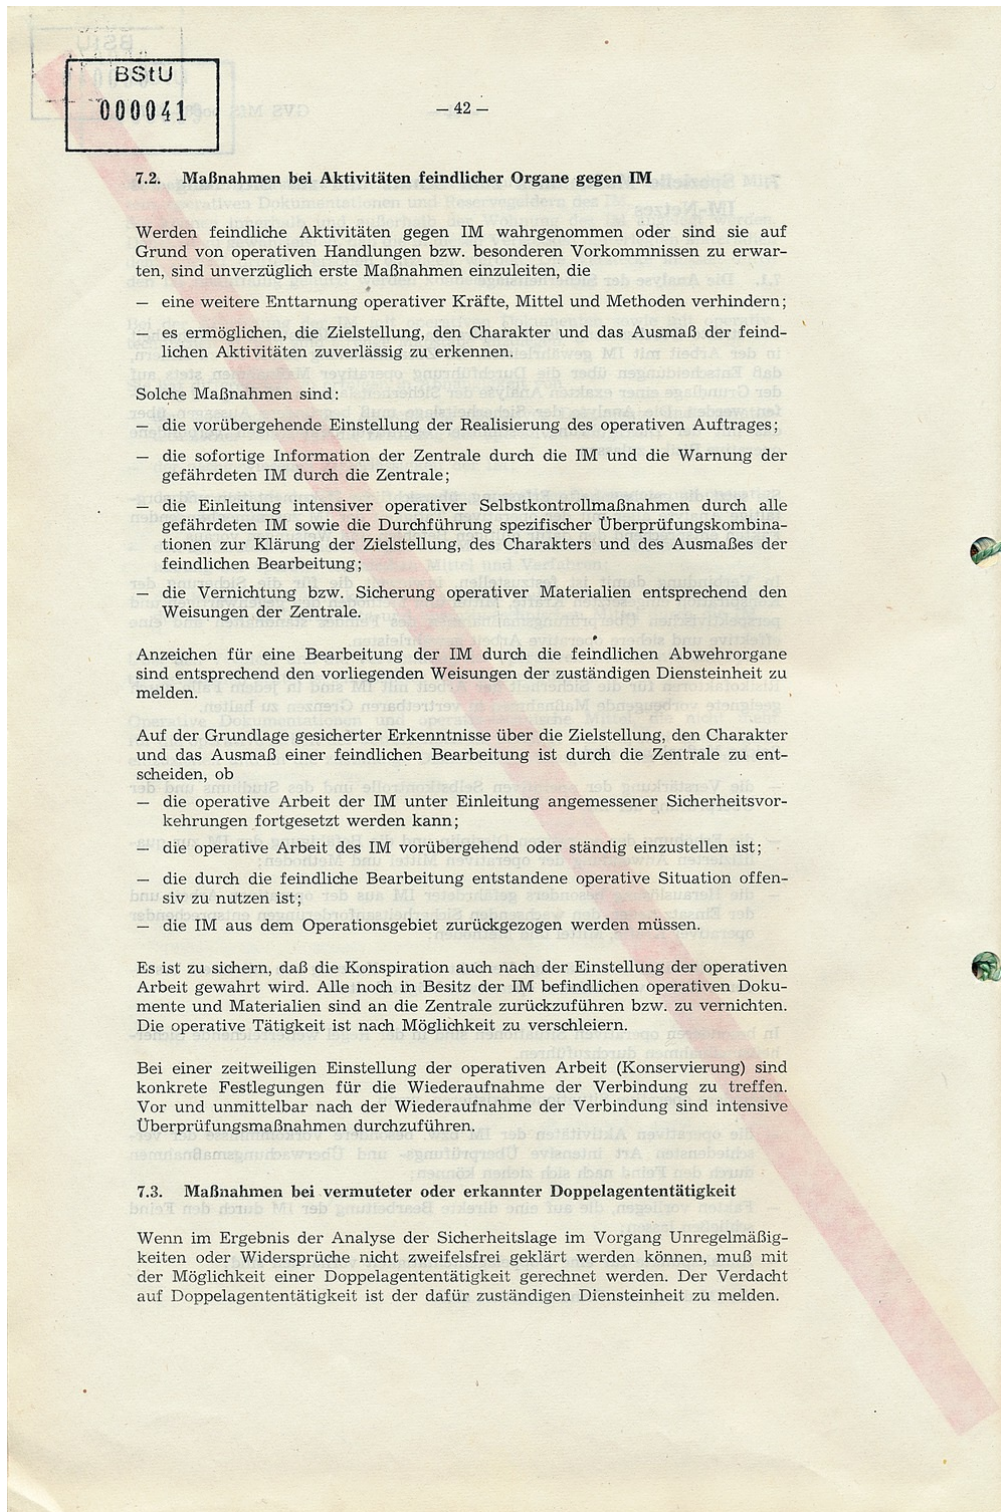 BStU
000041
— 42 —
7.2. Maßnahmen bei Aktivitäten feindlicher Organe gegen IM
Werden feindliche Aktivitäten gegen IM wahrgenommen oder sind sie auf
Grund von operativen Handlungen bzw. besonderen Vorkommnissen zu erwar-
ten, sind unverzüglich erste Maßnahmen einzuleiten, die
— eine weitere Enttarnung operativer Kräfte, Mittel und Methoden verhindern;
— es ermöglichen, die Zielstellung, den Charakter und das Ausmaß der feind-
lichen Aktivitäten zuverlässig zu erkennen.
Solche Maßnahmen sind:
— die vorübergehende Einstellung der Realisierung des operativen Auftrages;
— die sofortige Information der Zentrale durch die IM und die Warnung der
gefährdeten IM durch die Zentrale;
— die Einleitung intensiver operativer Selbstkontrollmaßnahmen durch alle
gefährdeten IM sowie die Durchführung spezifischer Überprüfungskombina-
tionen zur Klärung der Zielstellung, des Charakters und des Ausmaßes der
feindlichen Bearbeitung;
— die Vernichtung bzw. Sicherung operativer Materialien entsprechend den
Weisungen der Zentrale.
Anzeichen für eine Bearbeitung der IM durch die feindlichen Abwehrorgane
sind entsprechend den vorliegenden Weisungen der zuständigen Diensteinheit zu
melden.
Auf der Grundlage gesicherter Erkenntnisse über die Zielstellung, den Charakter
und das Ausmaß einer feindlichen Bearbeitung ist durch die Zentrale zu ent-
scheiden, ob
— die operative Arbeit der IM unter Einleitung angemessener Sicherheitsvor-
kehrungen fortgesetzt werden kann;
— die operative Arbeit des IM vorübergehend oder ständig einzustellen ist;
— die durch die feindliche Bearbeitung entstandene operative Situation offen-
siv zu nutzen ist;
— die IM aus dem Operationsgebiet zurückgezogen werden müssen.
Es ist zu sichern, daß die Konspiration auch nach der Einstellung der operativen
Arbeit gewahrt wird. Alle noch in Besitz der IM befindlichen operativen Doku-
mente und Materialien sind an die Zentrale zurückzuführen bzw. zu vernichten.
Die operative Tätigkeit ist nach Möglichkeit zu verschleiern.
Bei einer zeitweiligen Einstellung der operativen Arbeit (Konservierung) sind
konkrete Festlegungen für die Wiederaufnahme der Verbindung zu treffen.
Vor und unmittelbar nach der Wiederaufnahme der Verbindung sind intensive
Überprüfungsmaßnahmen durchzuführen.
7.3. Maßnahmen bei vermuteter oder erkannter Doppelagententätigkeit
Wenn im Ergebnis der Analyse der Sicherheitslage im Vorgang Unregelmäßig-
keiten oder Widersprüche nicht zweifelsfrei geklärt werden können, muß mit
der Möglichkeit einer Doppelagententätigkeit gerechnet werden. Der Verdacht
auf Doppelagententätigkeit ist der dafür zuständigen Diensteinheit zu melden.